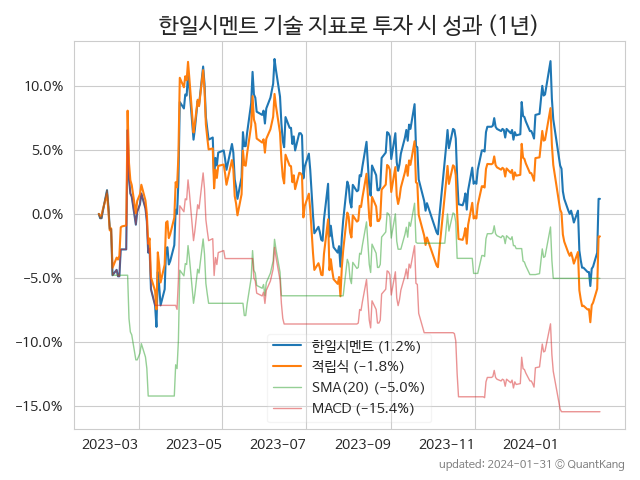 한일시멘트 기술 지표로 투자 시 성과 (1년)
10.0%
5.0%
0.0%
−5.0%
−10.0%
−15.0%
한일시멘트 (1.2%)
적립식 (−1.8%)
SMA(20) (−5.0%)
MACD (−15.4%)
2023-03 2023-05 2023-07 2023-09 2023-11 2024-01
updated: 2024-01-31 ⓒ QuantKang